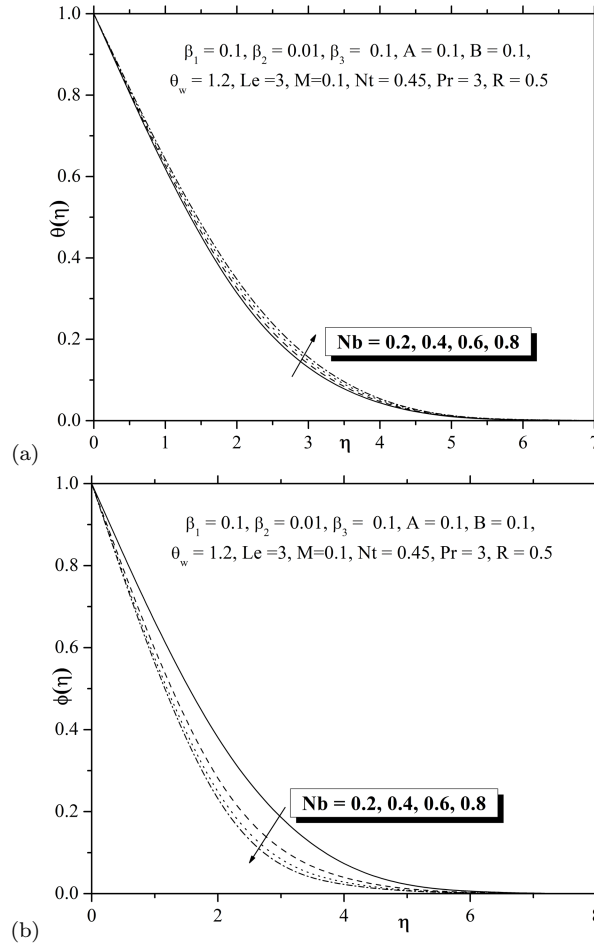 1.0
0.8
0.6
0.4
0.2
0.0
θ(η)
β₁ = 0.1, β₂ = 0.01, β₃ = 0.1, A = 0.1, B = 0.1,
θ_w = 1.2, Le =3, M=0.1, Nt = 0.45, Pr = 3, R = 0.5
Nb = 0.2, 0.4, 0.6, 0.8
0 1 2 3 4 5 6 7
η
(a)
1.0
0.8
0.6
0.4
0.2
0.0
ϕ(η)
β₁ = 0.1, β₂ = 0.01, β₃ = 0.1, A = 0.1, B = 0.1,
θ_w = 1.2, Le =3, M=0.1, Nt = 0.45, Pr = 3, R = 0.5
Nb = 0.2, 0.4, 0.6, 0.8
0 2 4 6 8
η
(b)